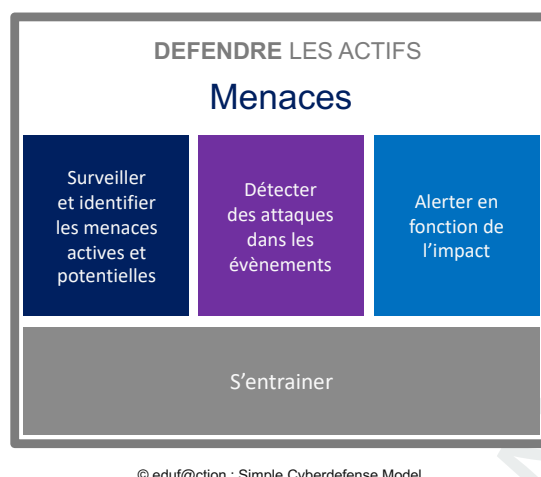 DEFENDRE LES ACTIFS
Menaces
Surveiller
et identifier
les menaces
actives et
potentielles
Détecter
des attaques
dans les
évènements
Alerter en
fonction de
l’impact
S’entrainer
© eduf@ction : Simple Cyberdefense Model